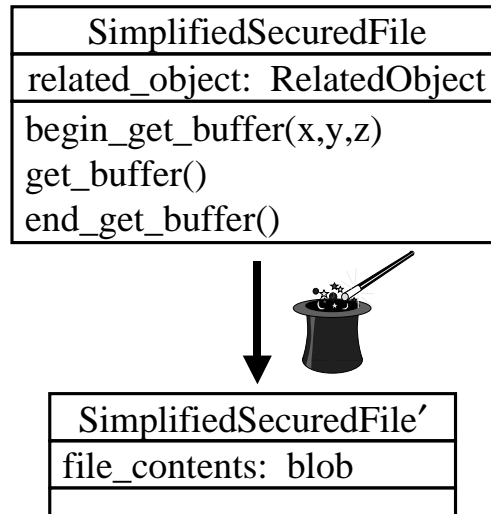 SimplifiedSecuredFile
related_object: RelatedObject
begin_get_buffer(x,y,z)
get_buffer()
end_get_buffer()
SimplifiedSecuredFile′
file_contents: blob